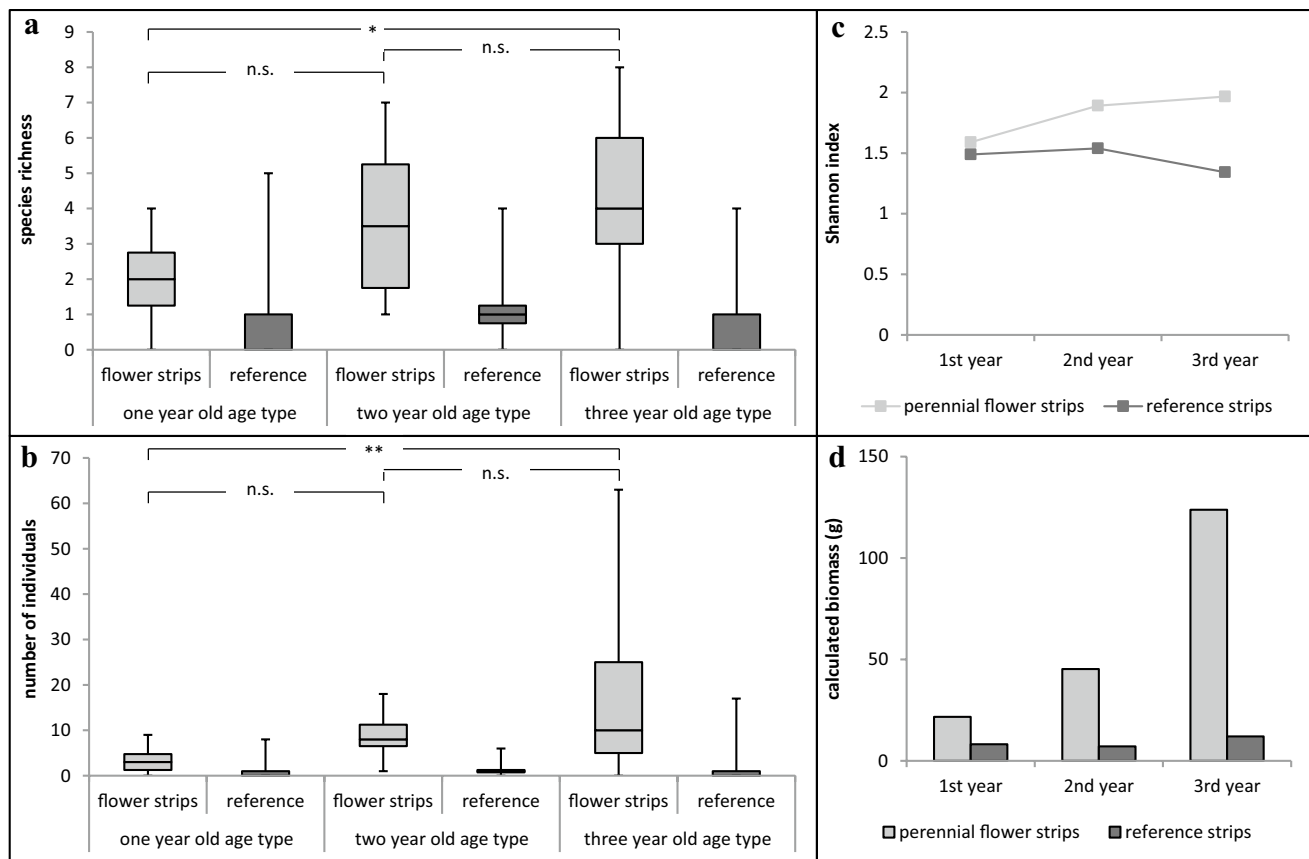 a
*
n.s.
n.s.
species richness
9
8
7
6
5
4
3
2
1
0
flower strips reference flower strips reference flower strips reference
one year old age type two year old age type three year old age type
c
Shannon index
2.5
2
1.5
1
0.5
0
1st year 2nd year 3rd year
perennial flower strips reference strips
b
**
n.s.
n.s.
number of individuals
70
60
50
40
30
20
10
0
flower strips reference flower strips reference flower strips reference
one year old age type two year old age type three year old age type
d
calculated biomass (g)
150
100
50
0
1st year 2nd year 3rd year
perennial flower strips reference strips